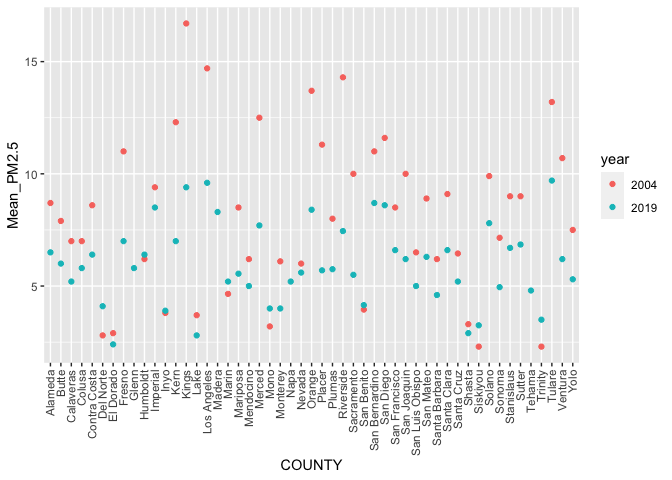 15
10
5
Mean_PM2.5
Alameda
Butte
Calaveras
Colusa
Contra Costa
Del Norte
El Dorado
Fresno
Glenn
Humboldt
Imperial
Inyo
Kern
Kings
Lake
Los Angeles
Madera
Marin
Mariposa
Mendocino
Merced
Mono
Monterey
Napa
Nevada
Orange
Placer
Plumas
Riverside
Sacramento
San Benito
San Bernardino
San Diego
San Francisco
San Joaquin
San Luis Obispo
San Mateo
Santa Barbara
Santa Clara
Santa Cruz
Shasta
Siskiyou
Solano
Sonoma
Stanislaus
Sutter
Tehama
Trinity
Tulare
Ventura
Yolo
COUNTY
year
2004
2019